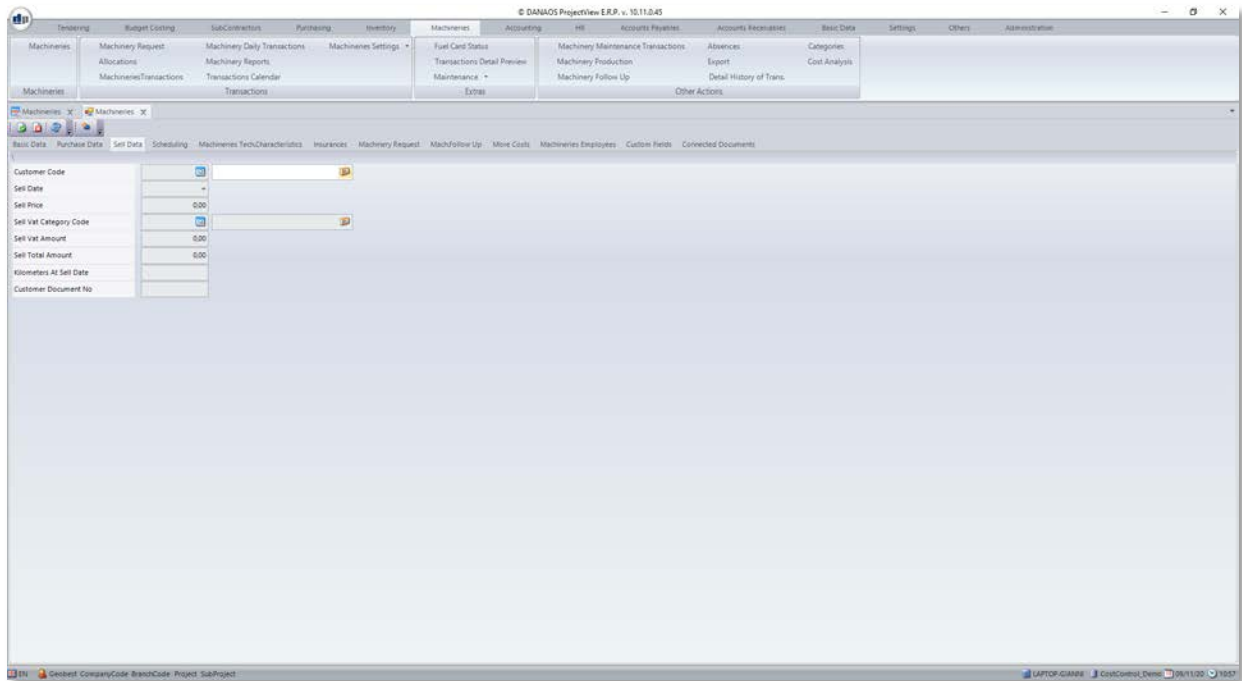 © DANAOS ProjectView E.R.P. v. 10.11.0.45
Tendering Budget Costing SubContractors Purchasing Inventory Machineries Accounting HR Accounts Payables Accounts Receivables Basic Data Settings Others Administration
Machineries Machinery Request Machinery Daily Transactions Machineries Settings Fuel Card Status Machinery Maintenance Transactions Absences Categories
Allocations Machinery Reports Transactions Detail Preview Machinery Production Export Cost Analysis
MachineriesTransactions Transactions Calendar Maintenance Machinery Follow Up Detail History of Trans.
Machineries Transactions Extras Other Actions
Machineries X Machineries X
Basic Data Purchase Data Sell Data Scheduling Machineries TechCharacteristics Insurances Machinery Request MachFollow Up More Costs Machineries Employees Custom Fields Connected Documents
Customer Code
Sell Date
Sell Price 0,00
Sell Vat Category Code
Sell Vat Amount 0,00
Sell Total Amount 0,00
Kilometers At Sell Date
Customer Document No
EN Geobest CompanyCode BranchCode Project SubProject LAPTOP-GIANNI CostControl_Demo 09/11/20 10:57